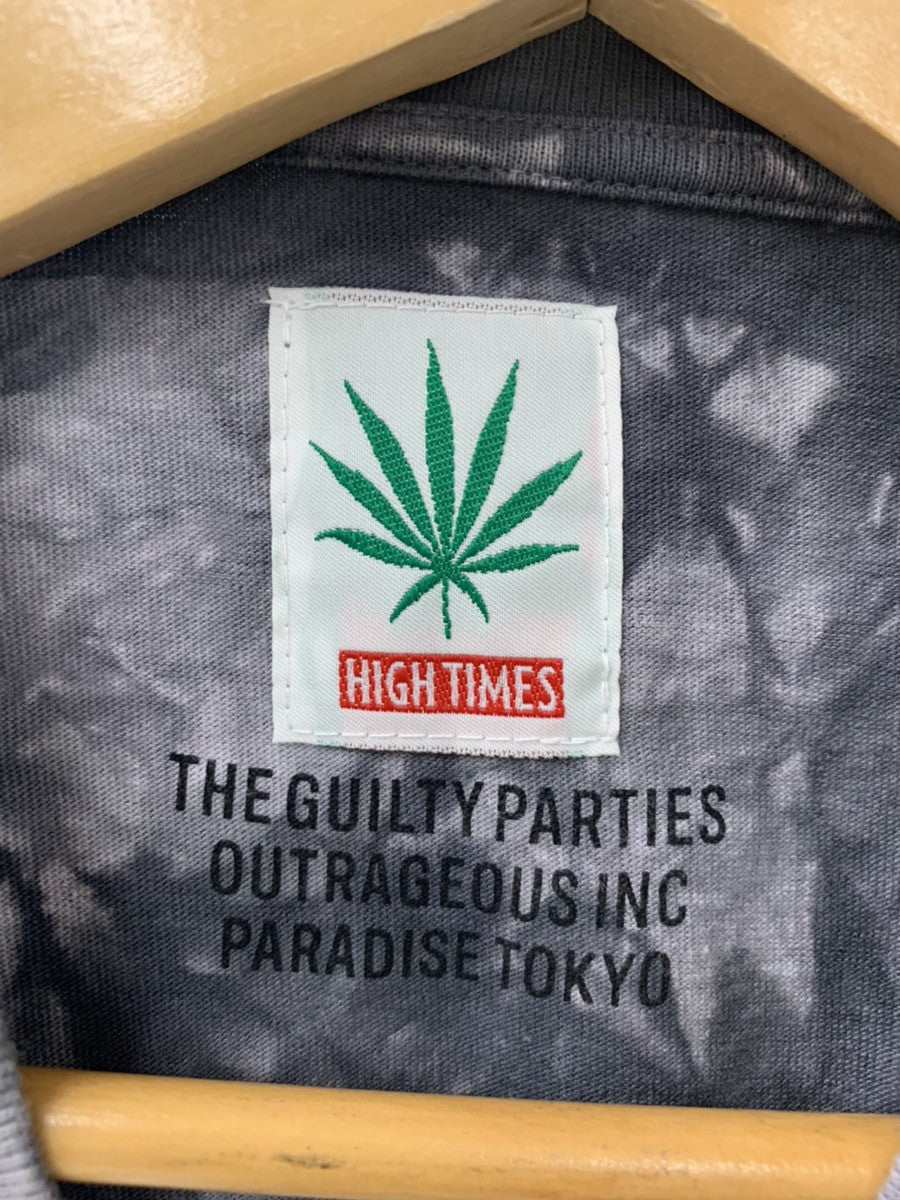 HIGH TIMES
THE GUILTY PARTIES
OUTRAGEOUS INC
PARADISE TOKYO